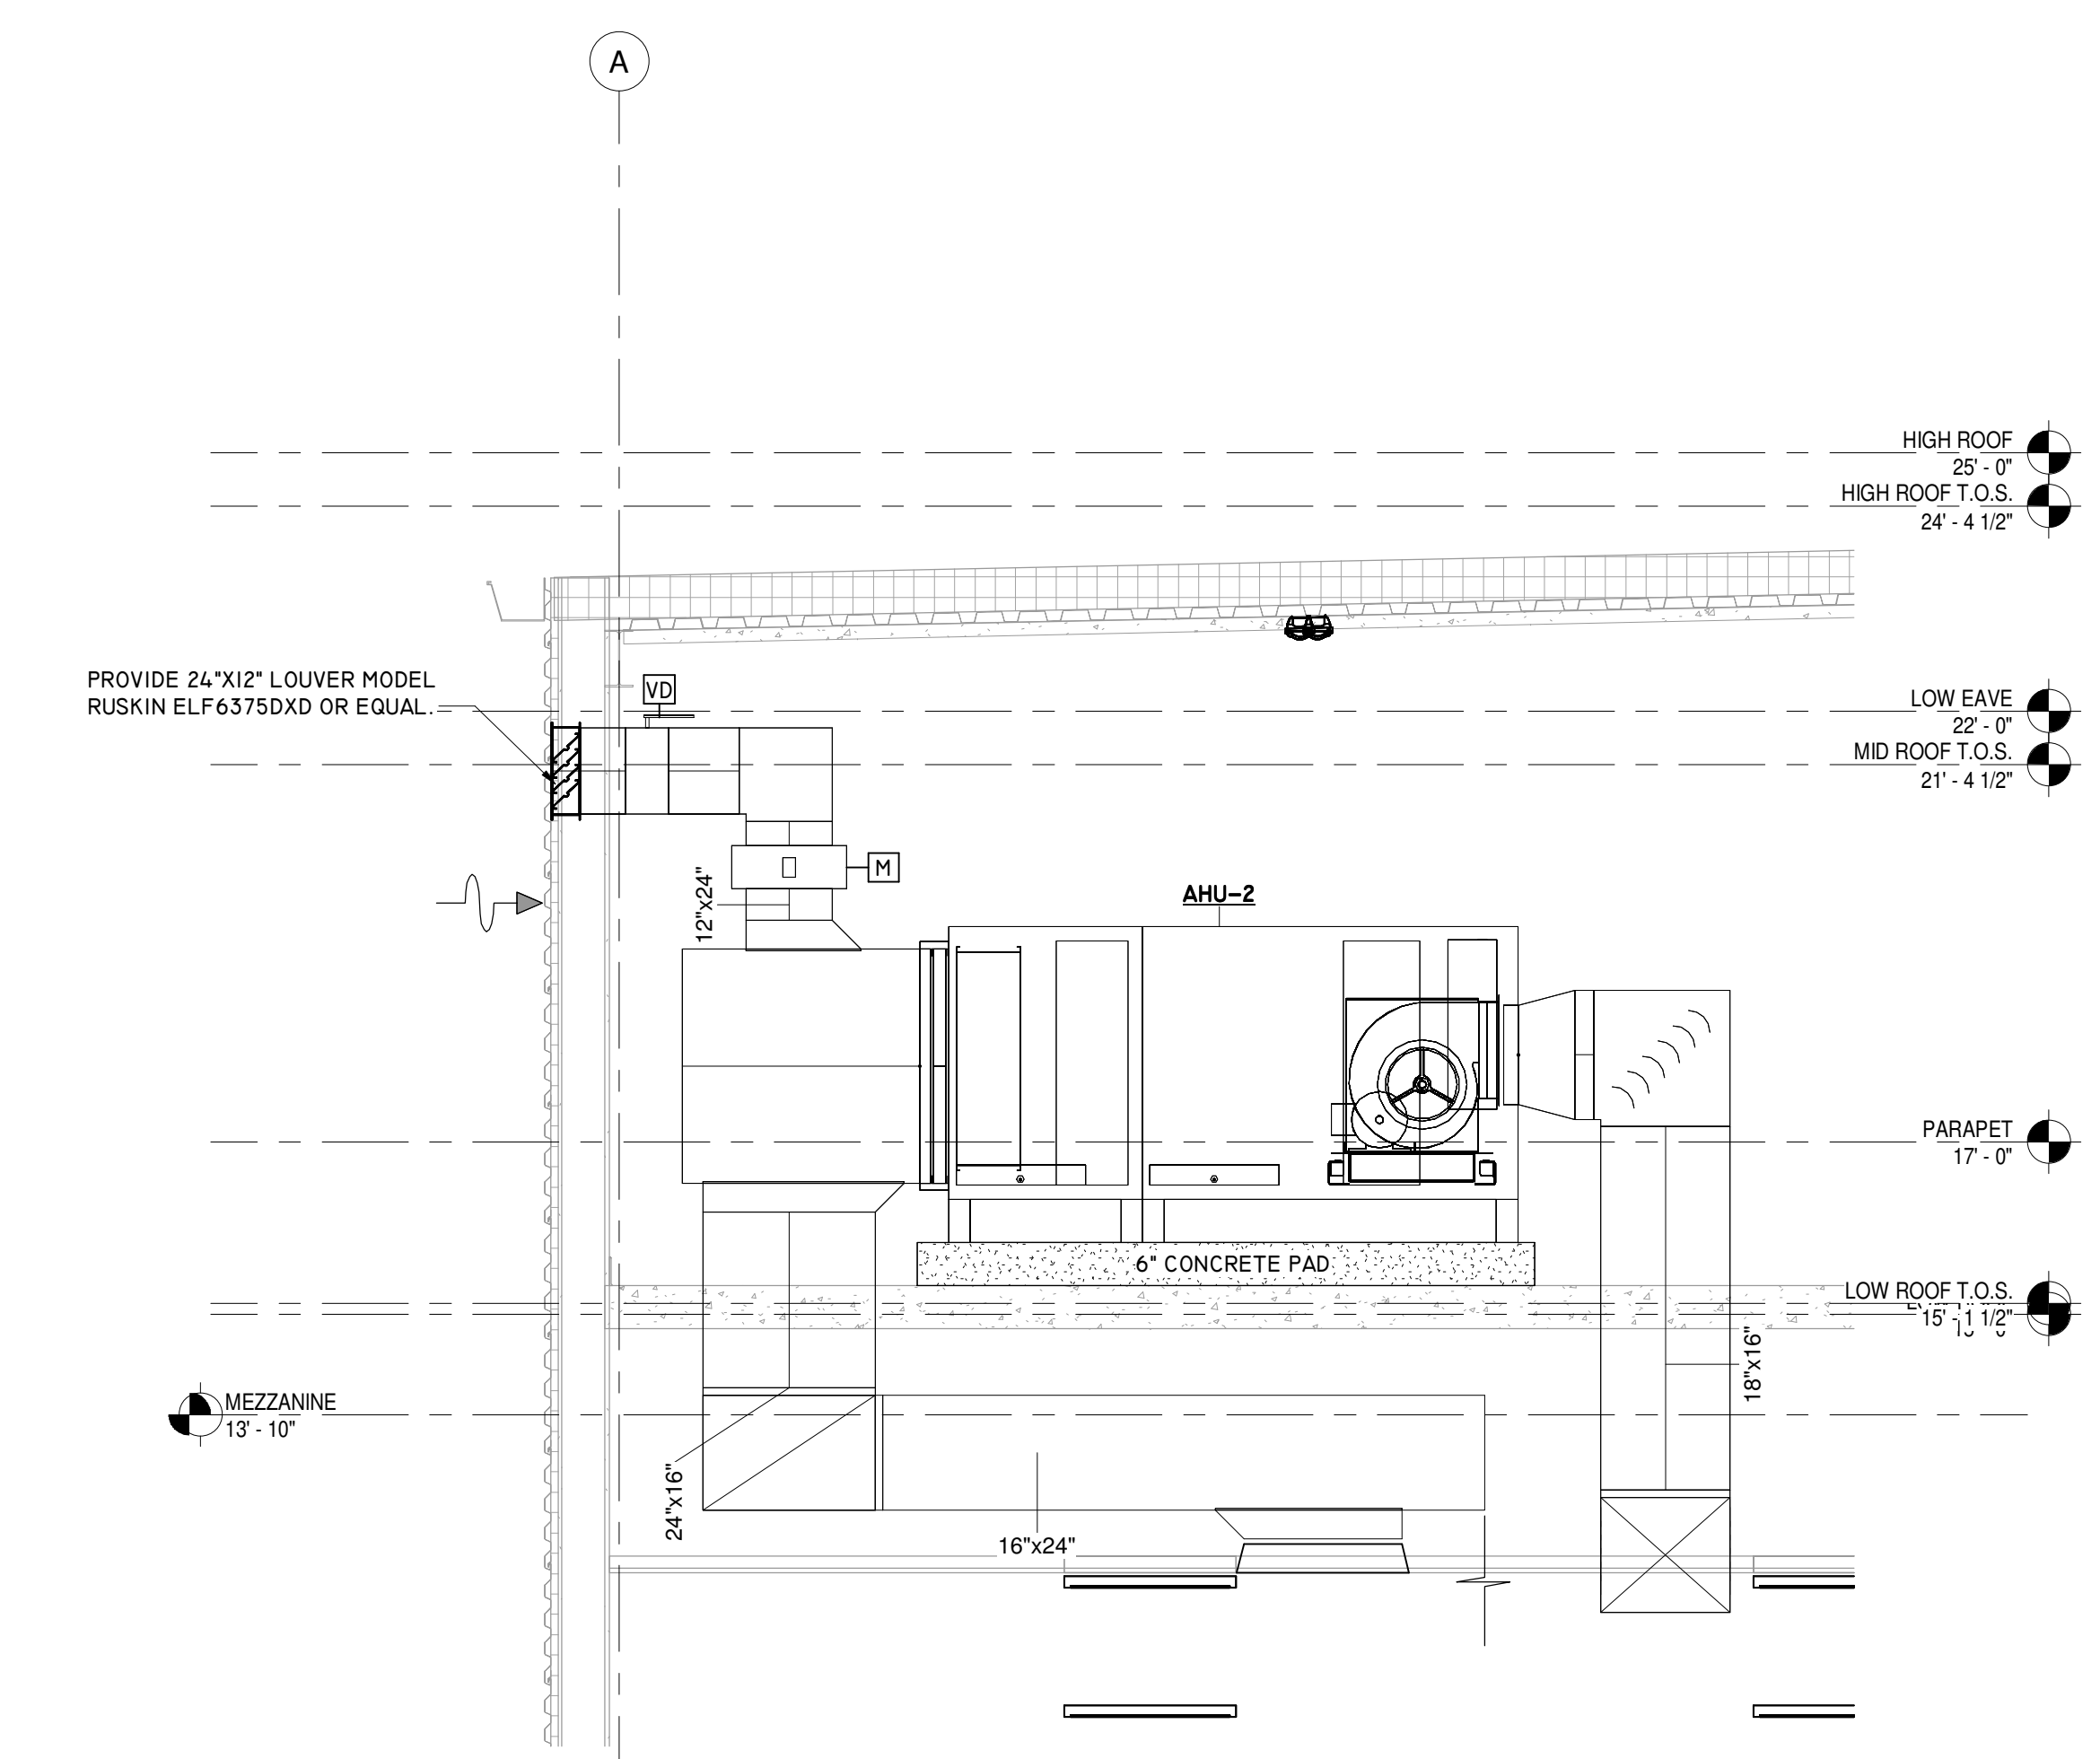 A
HIGH ROOF
25' - 0"
HIGH ROOF T.O.S.
24' - 4 1/2"
PROVIDE 24"X12" LOUVER MODEL
RUSKIN ELF6375DXD OR EQUAL.
VD
LOW EAVE
22' - 0"
MID ROOF T.O.S.
21' - 4 1/2"
M
12"x24"
AHU-2
PARAPET
17' - 0"
6" CONCRETE PAD
LOW ROOF T.O.S.
15' - 1 1/2"
18"x16"
MEZZANINE
13' - 10"
24"x16"
16"x24"